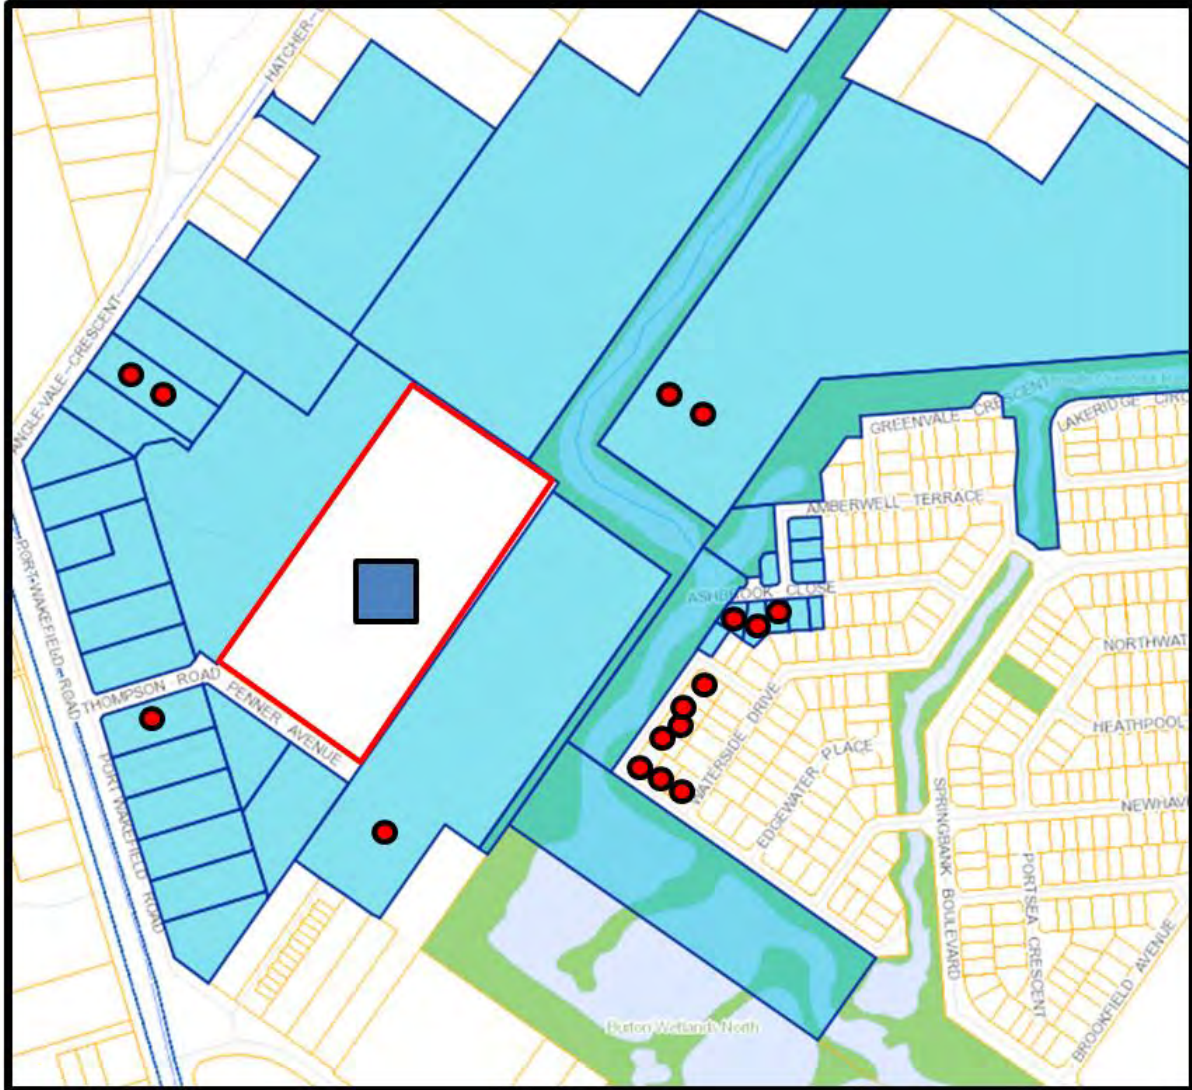 HATCHER
ANGLE VALE CRESCENT
GREENVALE CRESCENT
LAKERIDGE CIRC
AMBERWELL TERRACE
PORT WAKEFIELD ROAD
ASHBROOK CLOSE
NORTHWAT
THOMPSON ROAD
PENNER AVENUE
WATERSIDE DRIVE
HEATHPOOL
EDGEWATER PLACE
PORT WAKEFIELD ROAD
SPRINGBANK BOULEVARD
NEWHAV
PORTSEA CRESCENT
BROOKFIELD AVENUE
Burton Wetlands North